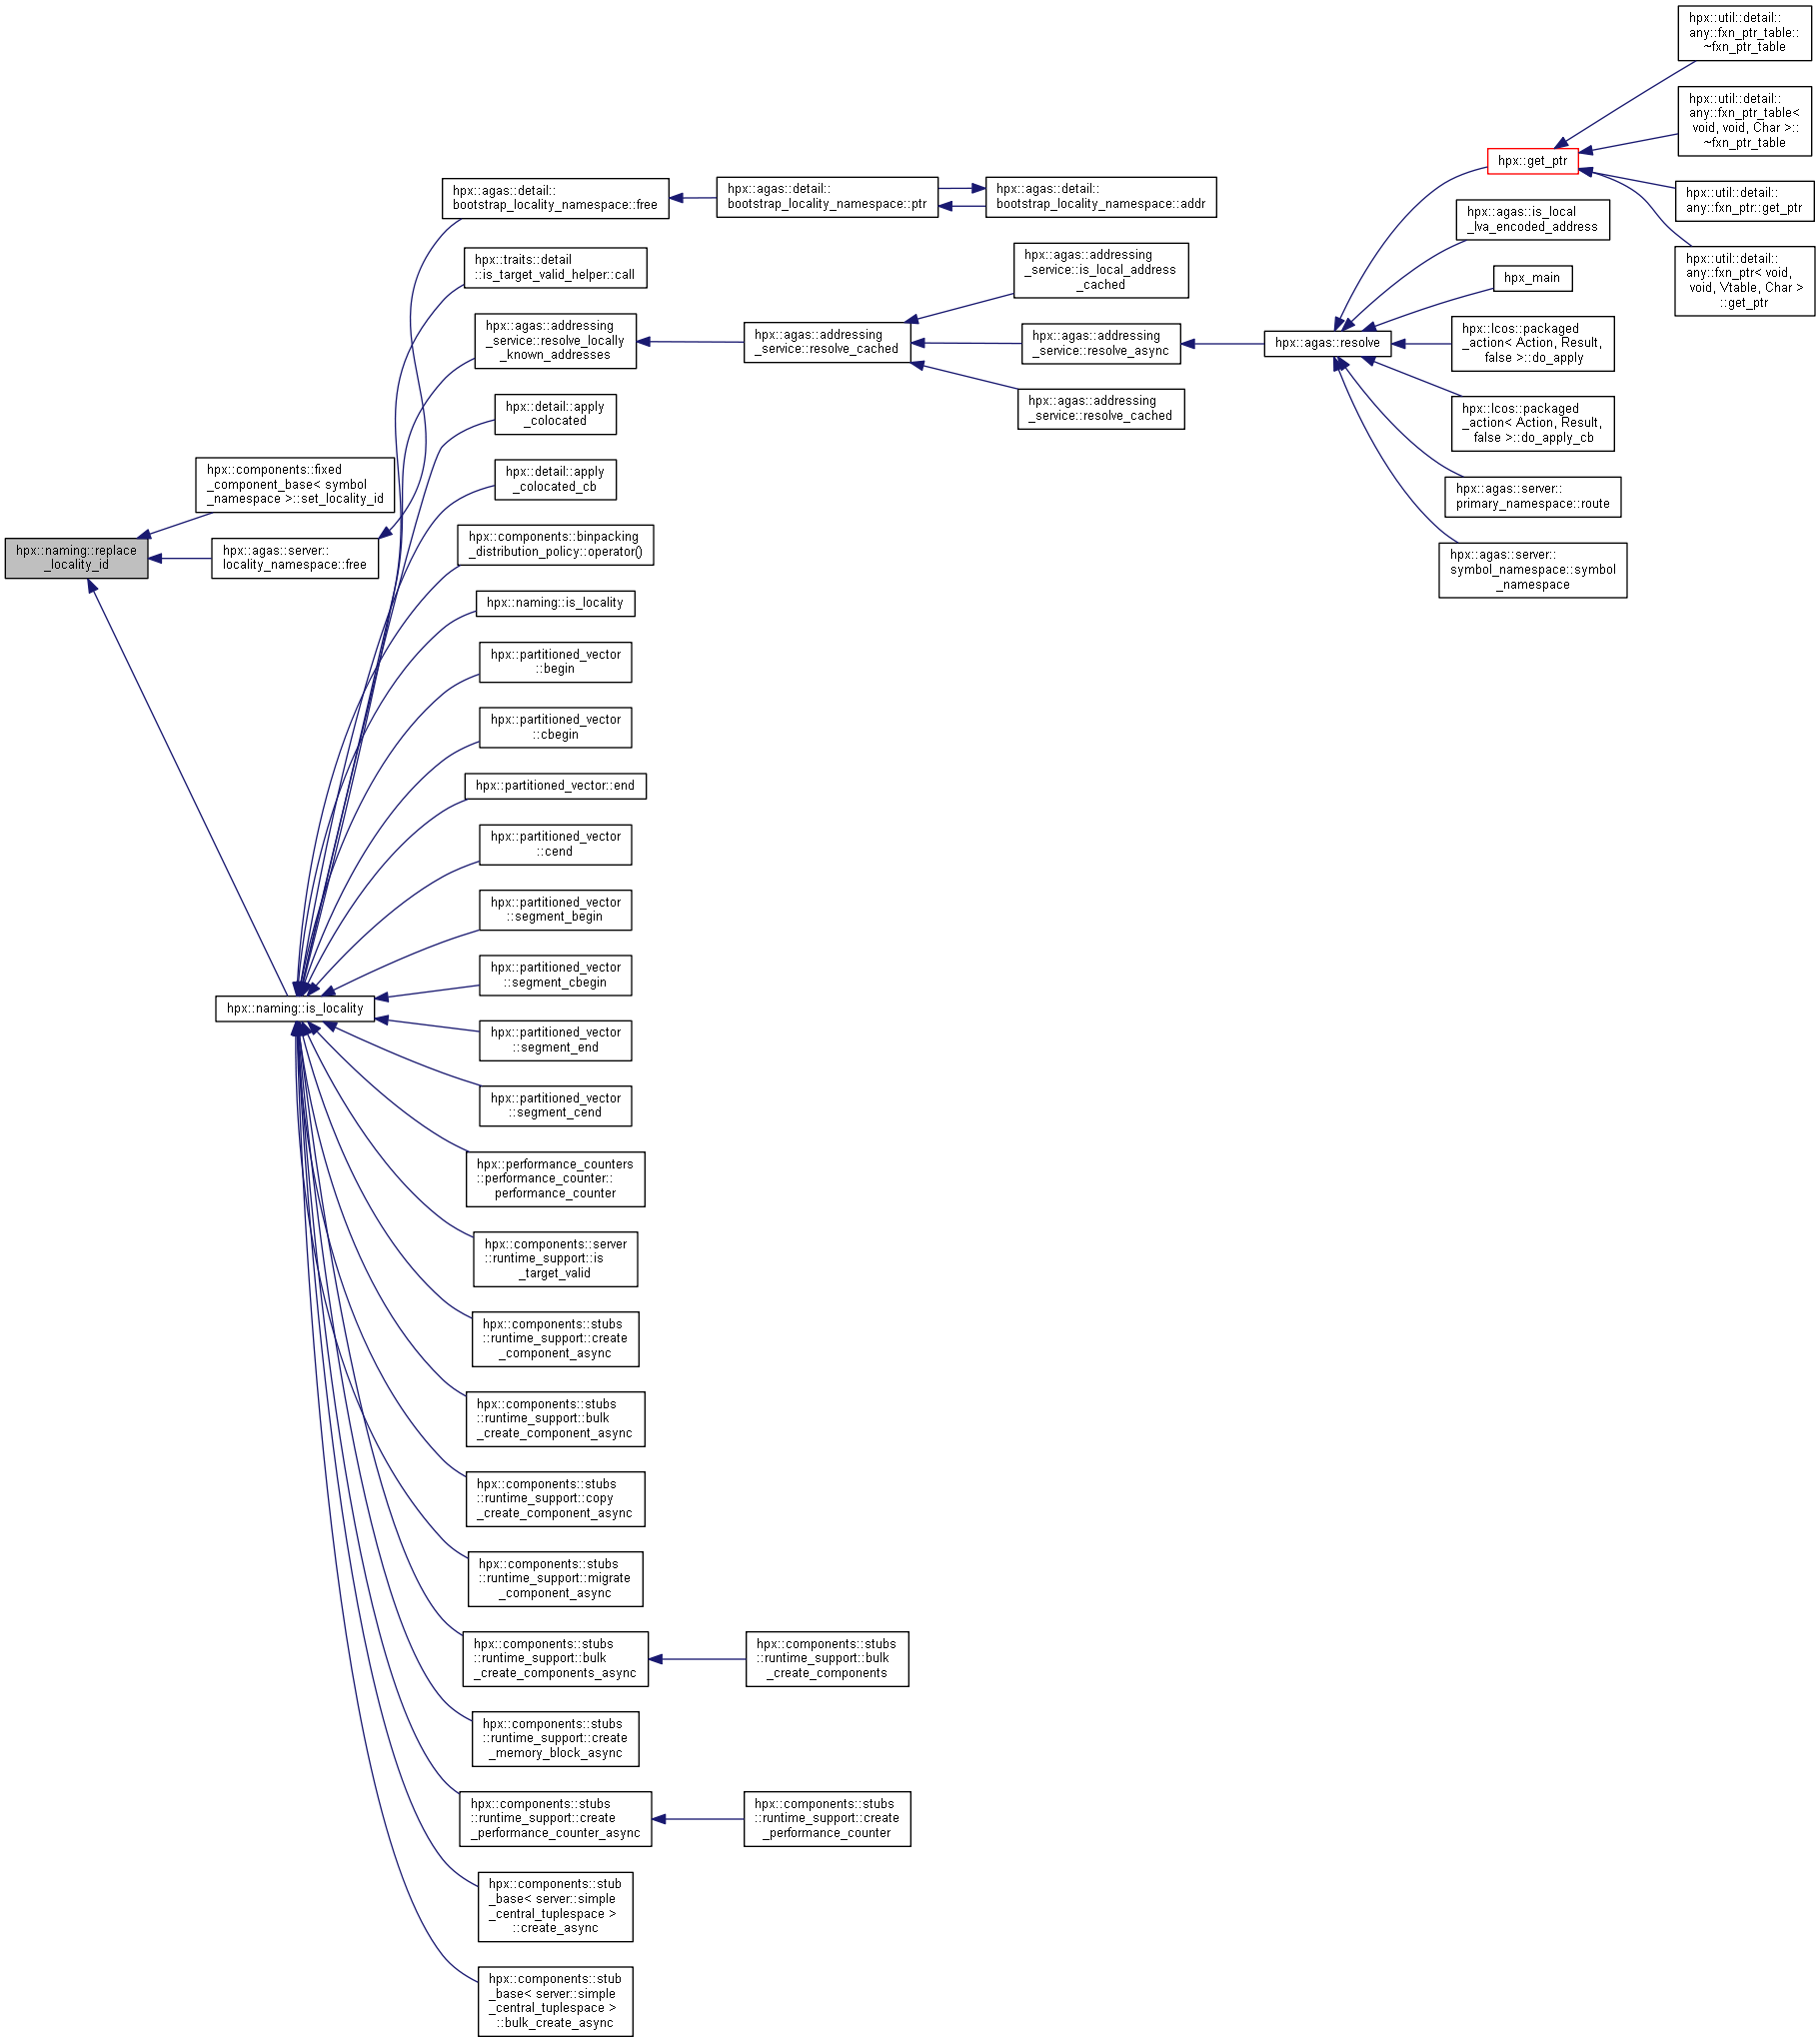 hpx::naming::replace
_locality_id
hpx::components::fixed
_component_base< symbol
_namespace >::set_locality_id
hpx::agas::server::
locality_namespace::free
hpx::naming::is_locality
hpx::agas::detail::
bootstrap_locality_namespace::free
hpx::traits::detail
::is_target_valid_helper::call
hpx::agas::addressing
_service::resolve_locally
_known_addresses
hpx::detail::apply
_colocated
hpx::detail::apply
_colocated_cb
hpx::components::binpacking
_distribution_policy::operator()
hpx::naming::is_locality
hpx::partitioned_vector
::begin
hpx::partitioned_vector
::cbegin
hpx::partitioned_vector::end
hpx::partitioned_vector
::cend
hpx::partitioned_vector
::segment_begin
hpx::partitioned_vector
::segment_cbegin
hpx::partitioned_vector
::segment_end
hpx::partitioned_vector
::segment_cend
hpx::performance_counters
::performance_counter::
performance_counter
hpx::components::server
::runtime_support::is
_target_valid
hpx::components::stubs
::runtime_support::create
_component_async
hpx::components::stubs
::runtime_support::bulk
_create_component_async
hpx::components::stubs
::runtime_support::copy
_create_component_async
hpx::components::stubs
::runtime_support::migrate
_component_async
hpx::components::stubs
::runtime_support::bulk
_create_components_async
hpx::components::stubs
::runtime_support::create
_memory_block_async
hpx::components::stubs
::runtime_support::create
_performance_counter_async
hpx::components::stub
_base< server::simple
_central_tuplespace >
::create_async
hpx::components::stub
_base< server::simple
_central_tuplespace >
::bulk_create_async
hpx::agas::detail::
bootstrap_locality_namespace::ptr
hpx::agas::addressing
_service::resolve_cached
hpx::components::stubs
::runtime_support::bulk
_create_components
hpx::components::stubs
::runtime_support::create
_performance_counter
hpx::agas::detail::
bootstrap_locality_namespace::addr
hpx::agas::addressing
_service::is_local_address
_cached
hpx::agas::addressing
_service::resolve_async
hpx::agas::addressing
_service::resolve_cached
hpx::agas::resolve
hpx::get_ptr
hpx::agas::is_local
_lva_encoded_address
hpx_main
hpx::lcos::packaged
_action< Action, Result,
false >::do_apply
hpx::lcos::packaged
_action< Action, Result,
false >::do_apply_cb
hpx::agas::server::
primary_namespace::route
hpx::agas::server::
symbol_namespace::symbol
_namespace
hpx::util::detail::
any::fxn_ptr_table::
~fxn_ptr_table
hpx::util::detail::
any::fxn_ptr_table<
void, void, Char >::
~fxn_ptr_table
hpx::util::detail::
any::fxn_ptr::get_ptr
hpx::util::detail::
any::fxn_ptr< void,
void, Vtable, Char >
::get_ptr